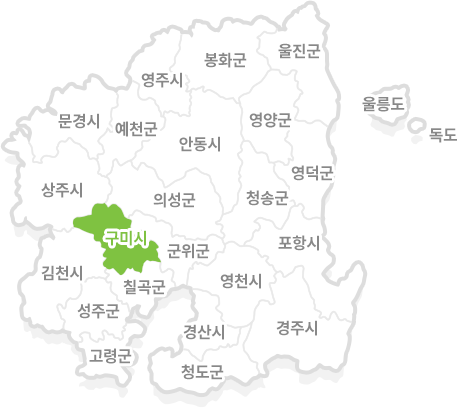 울진군
봉화군
영주시
울릉도
문경시
예천군
영양군
독도
안동시
영덕군
상주시
의성군
청송군
구미시
포항시
군위군
김천시
영천시
칠곡군
성주군
경산시
경주시
고령군
청도군